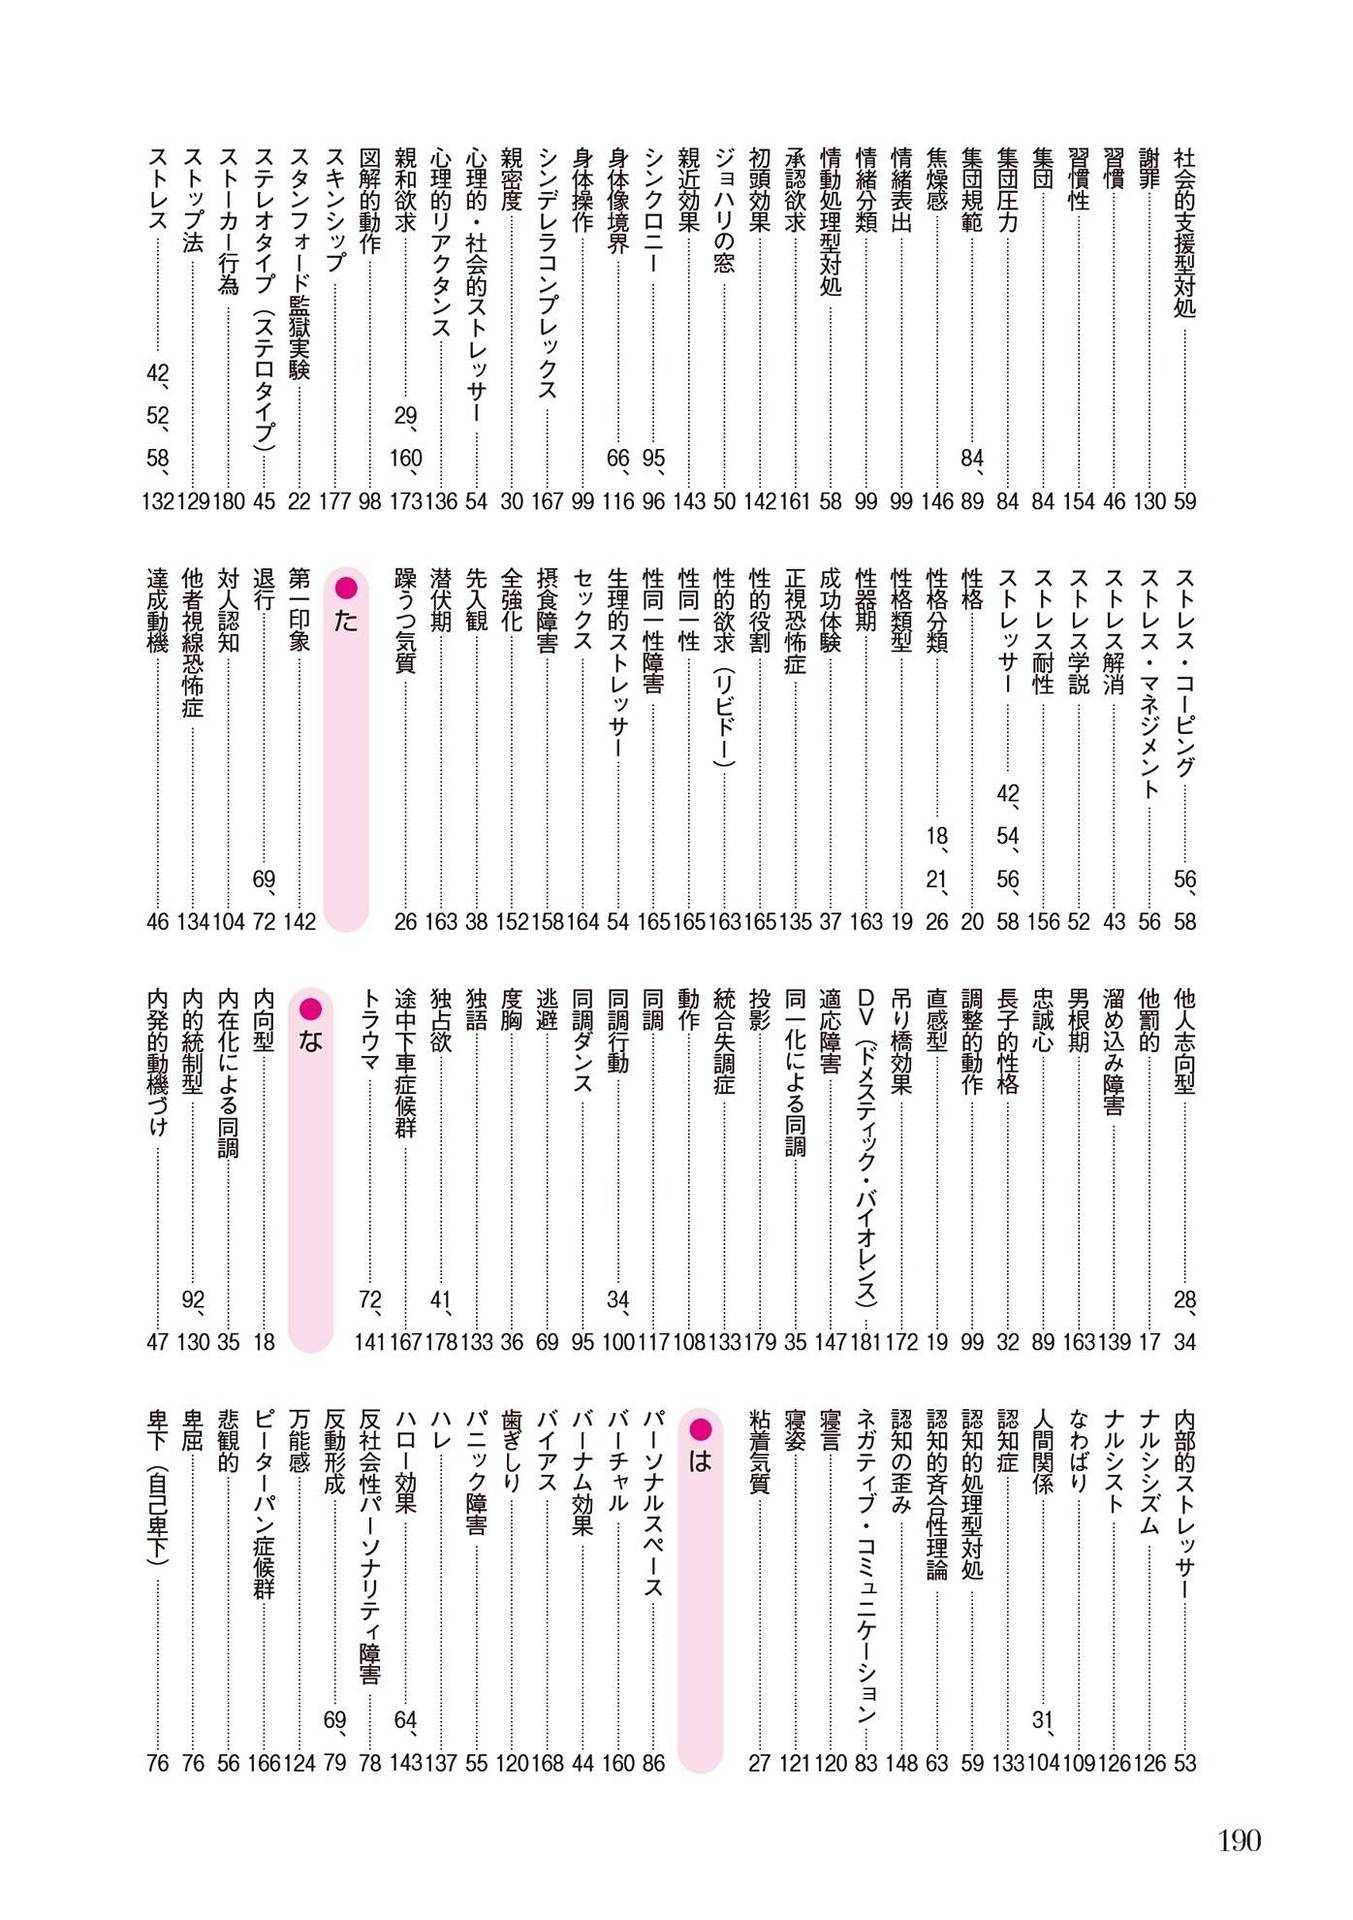 社会的支援型対処 59
謝罪 130
習慣 46
習慣性 154
集団 84
集団圧力 84
集団規範 84、89
焦燥感 146
情緒表出 99
情緒分類 99
情動処理型対処 58
承認欲求 161
初頭効果 142
ジョハリの窓 50
親近効果 143
シンクロニー 95、96
身体像境界 66、116
身体操作 99
シンデレラコンプレックス 167
親密度 30
心理的・社会的ストレッサー 54
心理的リアクタンス 136
親和欲求 29、160、173
図解的動作 98
スキンシップ 177
スタンフォード監獄実験 22
ステレオタイプ（ステロタイプ） 45
ストーカー行為 180
ストップ法 129
ストレス 42、52、58、132
ストレス・コーピング 56、58
ストレス・マネジメント 56
ストレス解消 43
ストレス学説 52
ストレス耐性 156
ストレッサー 42、54、56、58
性格 20
性格分類 18、21、26
性格類型 19
性器期 163
成功体験 37
正視恐怖症 135
性的役割 165
性的欲求（リビドー） 163
性同一性 165
性同一性障害 165
生理的ストレッサー 54
セックス 164
摂食障害 158
全強化 152
先入観 38
潜伏期 163
躁うつ気質 26
●た
第一印象 142
退行 69、72
対人認知 104
他者視線恐怖症 134
達成動機 46
他人志向型 28、34
他罰的 17
溜め込み障害 139
男根期 163
忠誠心 89
長子的性格 32
調整的動作 99
直感型 19
吊り橋効果 172
DV（ドメスティック・バイオレンス） 181
適応障害 147
同一化による同調 35
投影 179
統合失調症 133
動作 108
同調 117
同調行動 34、100
同調ダンス 95
逃避 69
度胸 36
独語 133
独占欲 41、178
途中下車症候群 167
トラウマ 72、141
●な
内向型 18
内在化による同調 35
内的統制型 92、130
内発的動機づけ 47
内部的ストレッサー 53
ナルシシズム 126
ナルシスト 126
なわばり 109
人間関係 31、104
認知症 133
認知的処理型対処 59
認知的斉合性理論 63
認知の歪み 148
ネガティブ・コミュニケーション 83
寝言 120
寝姿 121
粘着気質 27
●は
パーソナルスペース 86
バーチャル 160
バーナム効果 44
バイアス 168
歯ぎしり 120
パニック障害 55
ハレ 137
ハロー効果 64、143
反社会性パーソナリティ障害 78
反動形成 69、79
万能感 124
ピーターパン症候群 166
悲観的 56
卑屈 76
卑下（自己卑下） 76
190